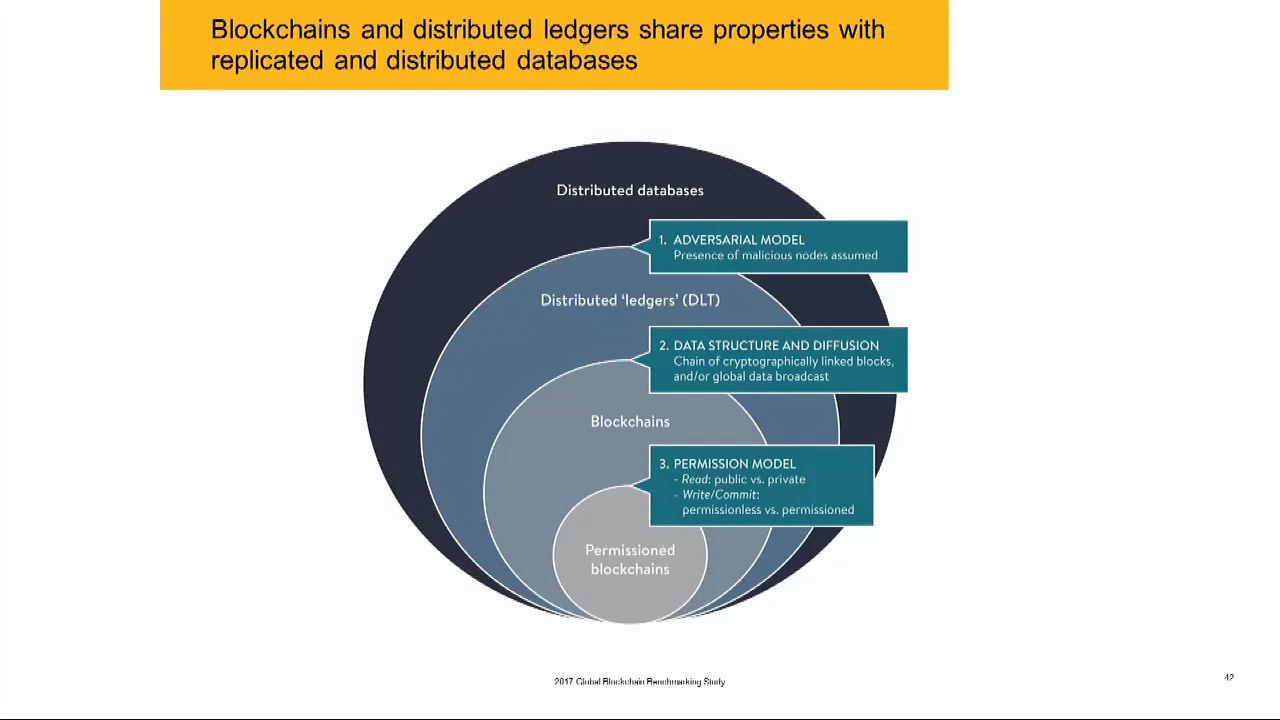 Blockchains and distributed ledgers share properties with
replicated and distributed databases
Distributed databases
1. ADVERSARIAL MODEL
Presence of malicious nodes assumed
Distributed ‘ledgers’ (DLT)
2. DATA STRUCTURE AND DIFFUSION
Chain of cryptographically linked blocks,
and/or global data broadcast
Blockchains
3. PERMISSION MODEL
- Read: public vs. private
- Write/Commit:
permissionless vs. permissioned
Permissioned
blockchains
2017 Global Blockchain Benchmarking Study
42